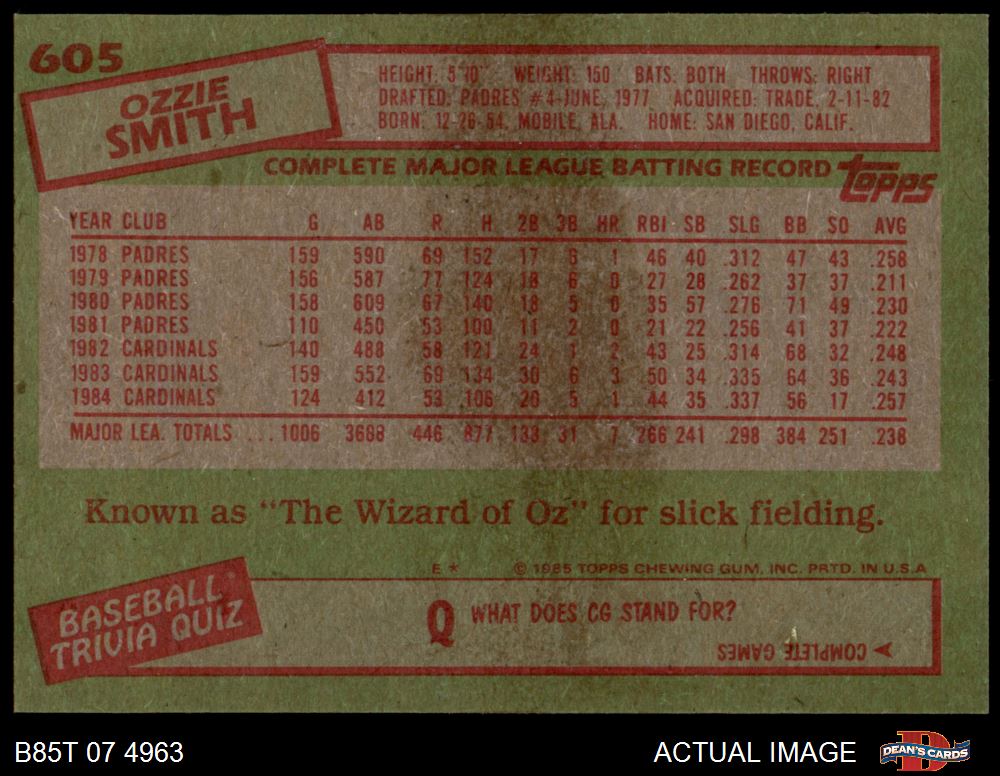 605
OZZIE
SMITH
HEIGHT: 5'10" WEIGHT: 150 BATS: BOTH THROWS: RIGHT
DRAFTED: PADRES #4-JUNE, 1977 ACQUIRED: TRADE, 2-11-82
BORN: 12-26-54, MOBILE, ALA. HOME: SAN DIEGO, CALIF.
COMPLETE MAJOR LEAGUE BATTING RECORD topps
YEAR CLUB G AB R H 2B 3B HR RBI SB SLG BB SO AVG
1978 PADRES 159 590 69 152 17 6 1 46 40 .312 47 43 .258
1979 PADRES 156 587 77 124 18 6 0 27 28 .262 37 37 .211
1980 PADRES 158 609 67 140 18 5 0 35 57 .276 71 49 .230
1981 PADRES 110 450 53 100 11 2 0 21 22 .256 41 37 .222
1982 CARDINALS 140 488 58 121 24 1 2 43 25 .314 68 32 .248
1983 CARDINALS 159 552 69 134 30 6 3 50 34 .335 64 36 .243
1984 CARDINALS 124 412 53 106 20 5 1 44 35 .337 56 17 .257
MAJOR LEA. TOTALS ... 1006 3688 446 877 133 31 7 266 241 .298 384 251 .238
Known as "The Wizard of Oz" for slick fielding.
E * © 1985 TOPPS CHEWING GUM, INC. PRTD. IN U.S.A
BASEBALL
TRIVIA QUIZ
Q WHAT DOES CG STAND FOR?
COMPLETE GAMES
B85T 07 4963 ACTUAL IMAGE DEAN'S CARDS